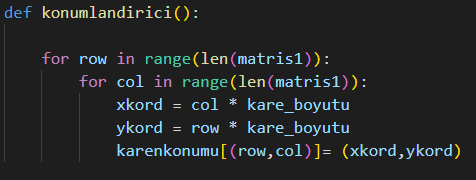 def konumlandirici():
for row in range(len(matris1)):
for col in range(len(matris1)):
xkord = col * kare_boyutu
ykord = row * kare_boyutu
karenkonumu[(row,col)]= (xkord,ykord)